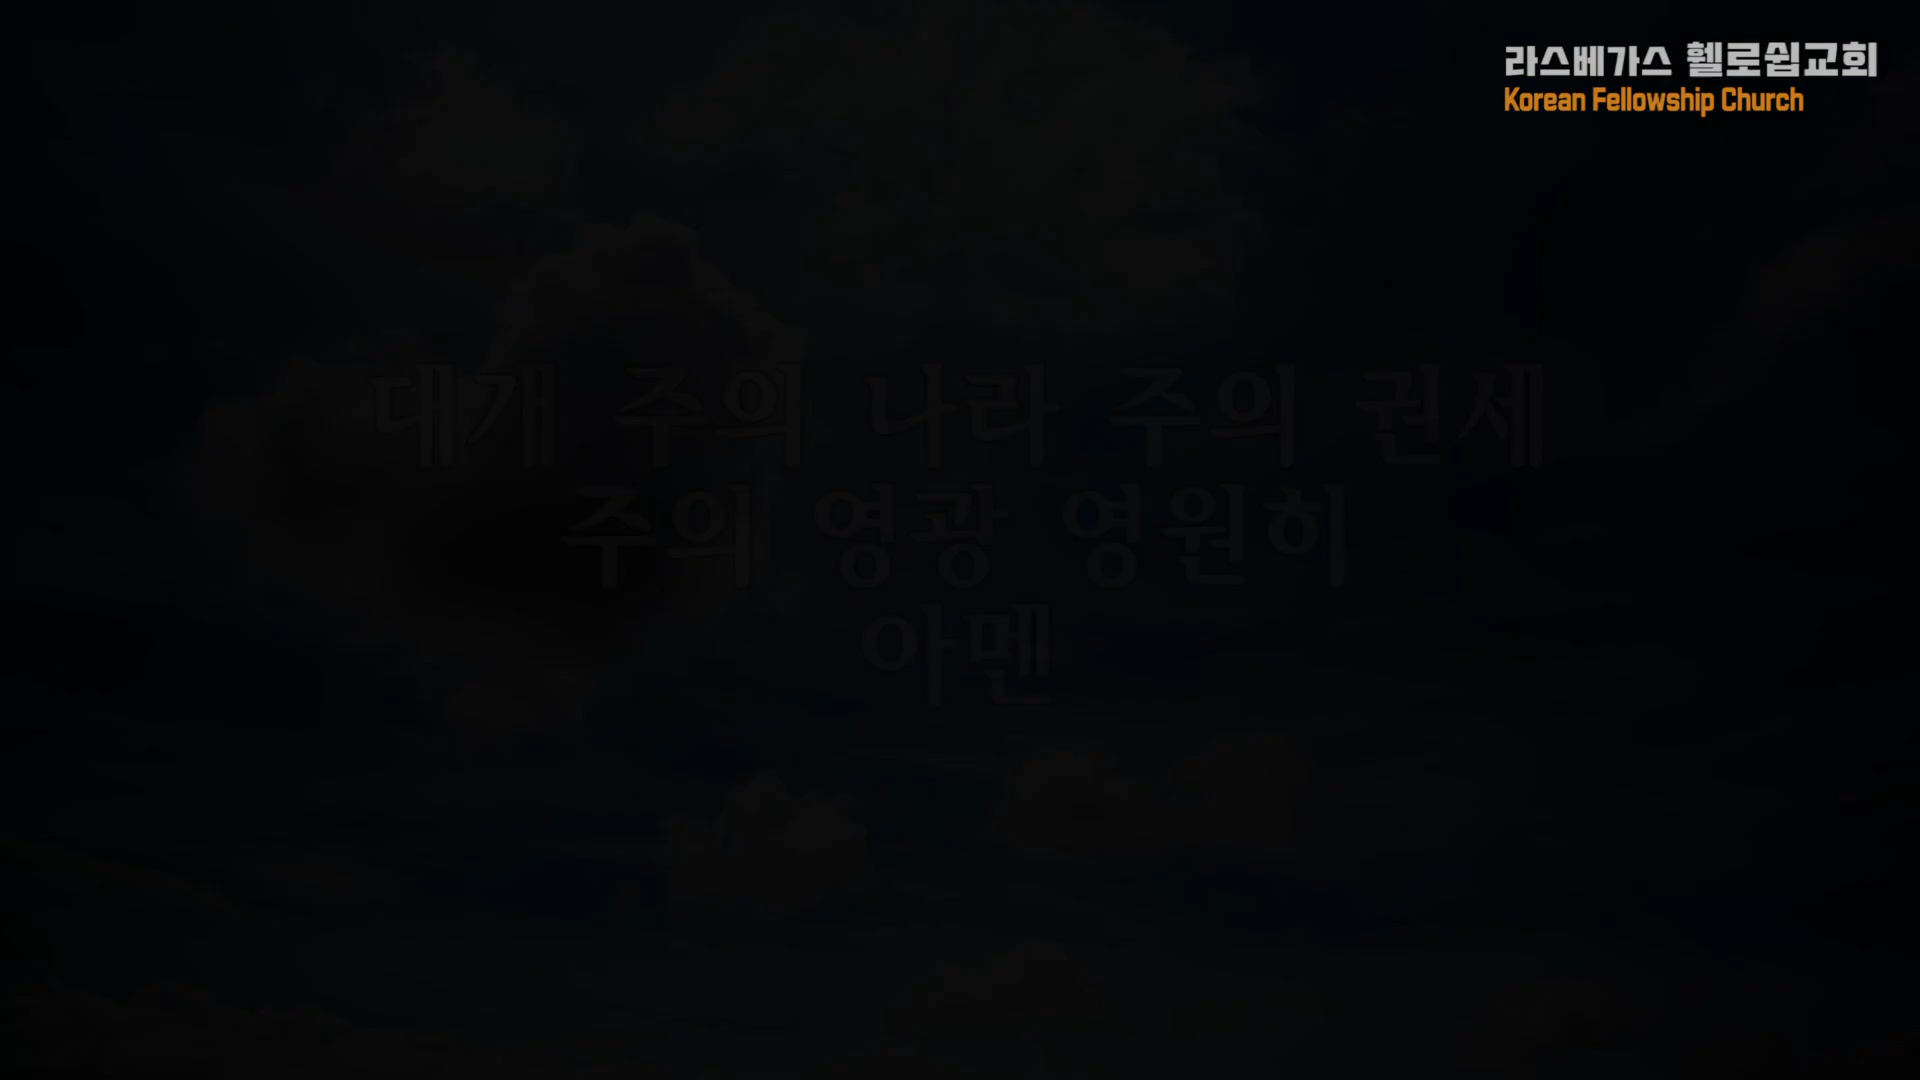 라스베가스 휄로쉽교회
Korean Fellowship Church
대개 주의 나라 주의 권세
주의 영광 영원히
아멘